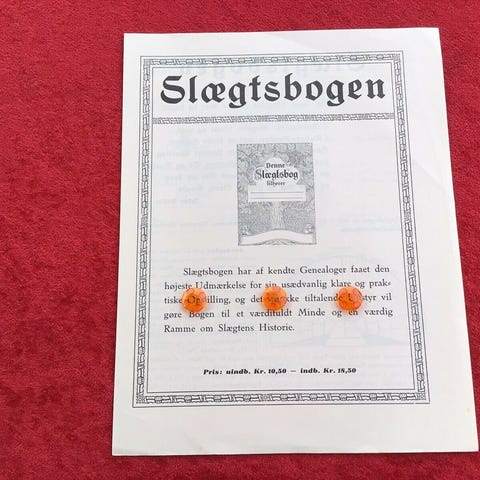 Slægtsbogen
Denne
Slægtsbog
tilhører
Slægtsbogen har af kendte Genealoger faaet den
højeste Udmærkelse for sin usædvanlig klare og prak-
tiske og det tiltalende vil
gøre Bogen til et værdifuldt Minde og en værdig
Ramme om Slægtens Historie.
Pris: uindb. Kr. 10,50 — indb. Kr. 18,50